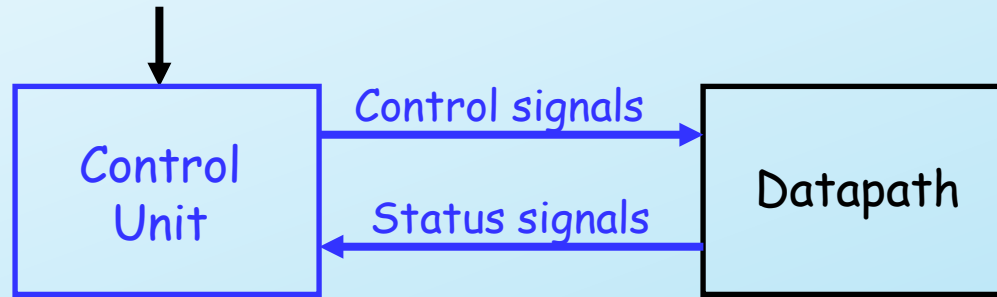 Control signals
Control
Unit
Status signals
Datapath